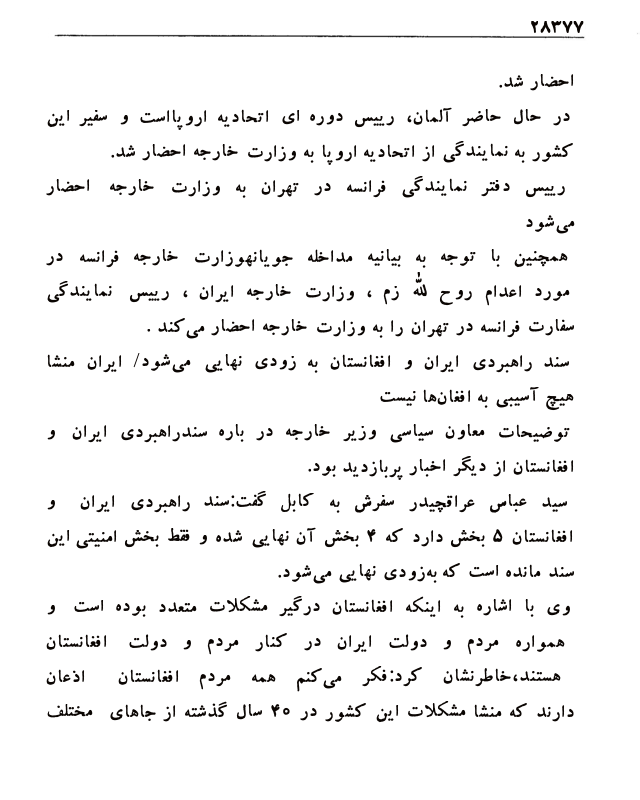 ۲۸۳۷۷
احضار شد.
در حال حاضر آلمان، رییس دوره ای اتحادیه اروپااست و سفیر این
کشور به نمایندگی از اتحادیه اروپا به وزارت خارجه احضار شد.
رییس دفتر نمایندگی فرانسه در تهران به وزارت خارجه احضار
می‌شود
همچنین با توجه به بیانیه مداخله جویانهوزارت خارجه فرانسه در
مورد اعدام روح الله زم ، وزارت خارجه ایران ، رییس نمایندگی
سفارت فرانسه در تهران را به وزارت خارجه احضار می‌کند .
سند راهبردی ایران و افغانستان به زودی نهایی می‌شود/ ایران منشا
هیچ آسیبی به افغان‌ها نیست
توضیحات معاون سیاسی وزیر خارجه در باره سندراهبردی ایران و
افغانستان از دیگر اخبار پربازدید بود.
سید عباس عراقچیدر سفرش به کابل گفت:سند راهبردی ایران و
افغانستان ۵ بخش دارد که ۴ بخش آن نهایی شده و فقط بخش امنیتی این
سند مانده است که به‌زودی نهایی می‌شود.
وی با اشاره به اینکه افغانستان درگیر مشکلات متعدد بوده است و
همواره مردم و دولت ایران در کنار مردم و دولت افغانستان
هستند،خاطرنشان کرد:فکر می‌کنم همه مردم افغانستان اذعان
دارند که منشا مشکلات این کشور در ۴۰ سال گذشته از جاهای مختلف